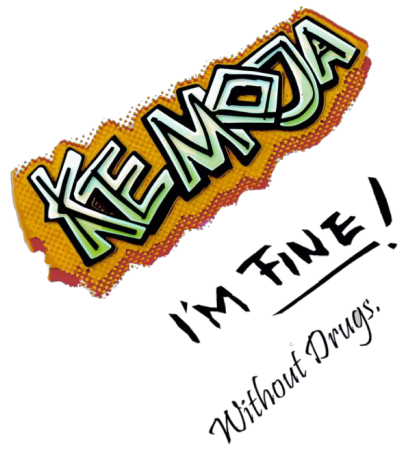 KE MOJA
I'M FINE!
Without Drugs.